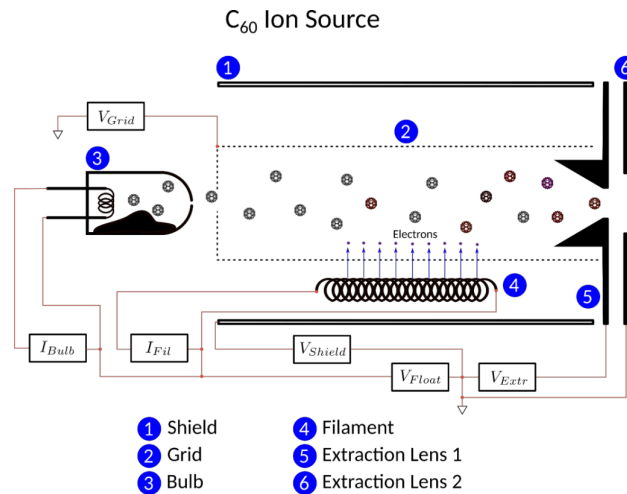 C60 Ion Source
1
6
VGrid
2
3
Electrons
4
5
IBulb
IFil
VShield
VFloat
VExtr
1 Shield
2 Grid
3 Bulb
4 Filament
5 Extraction Lens 1
6 Extraction Lens 2